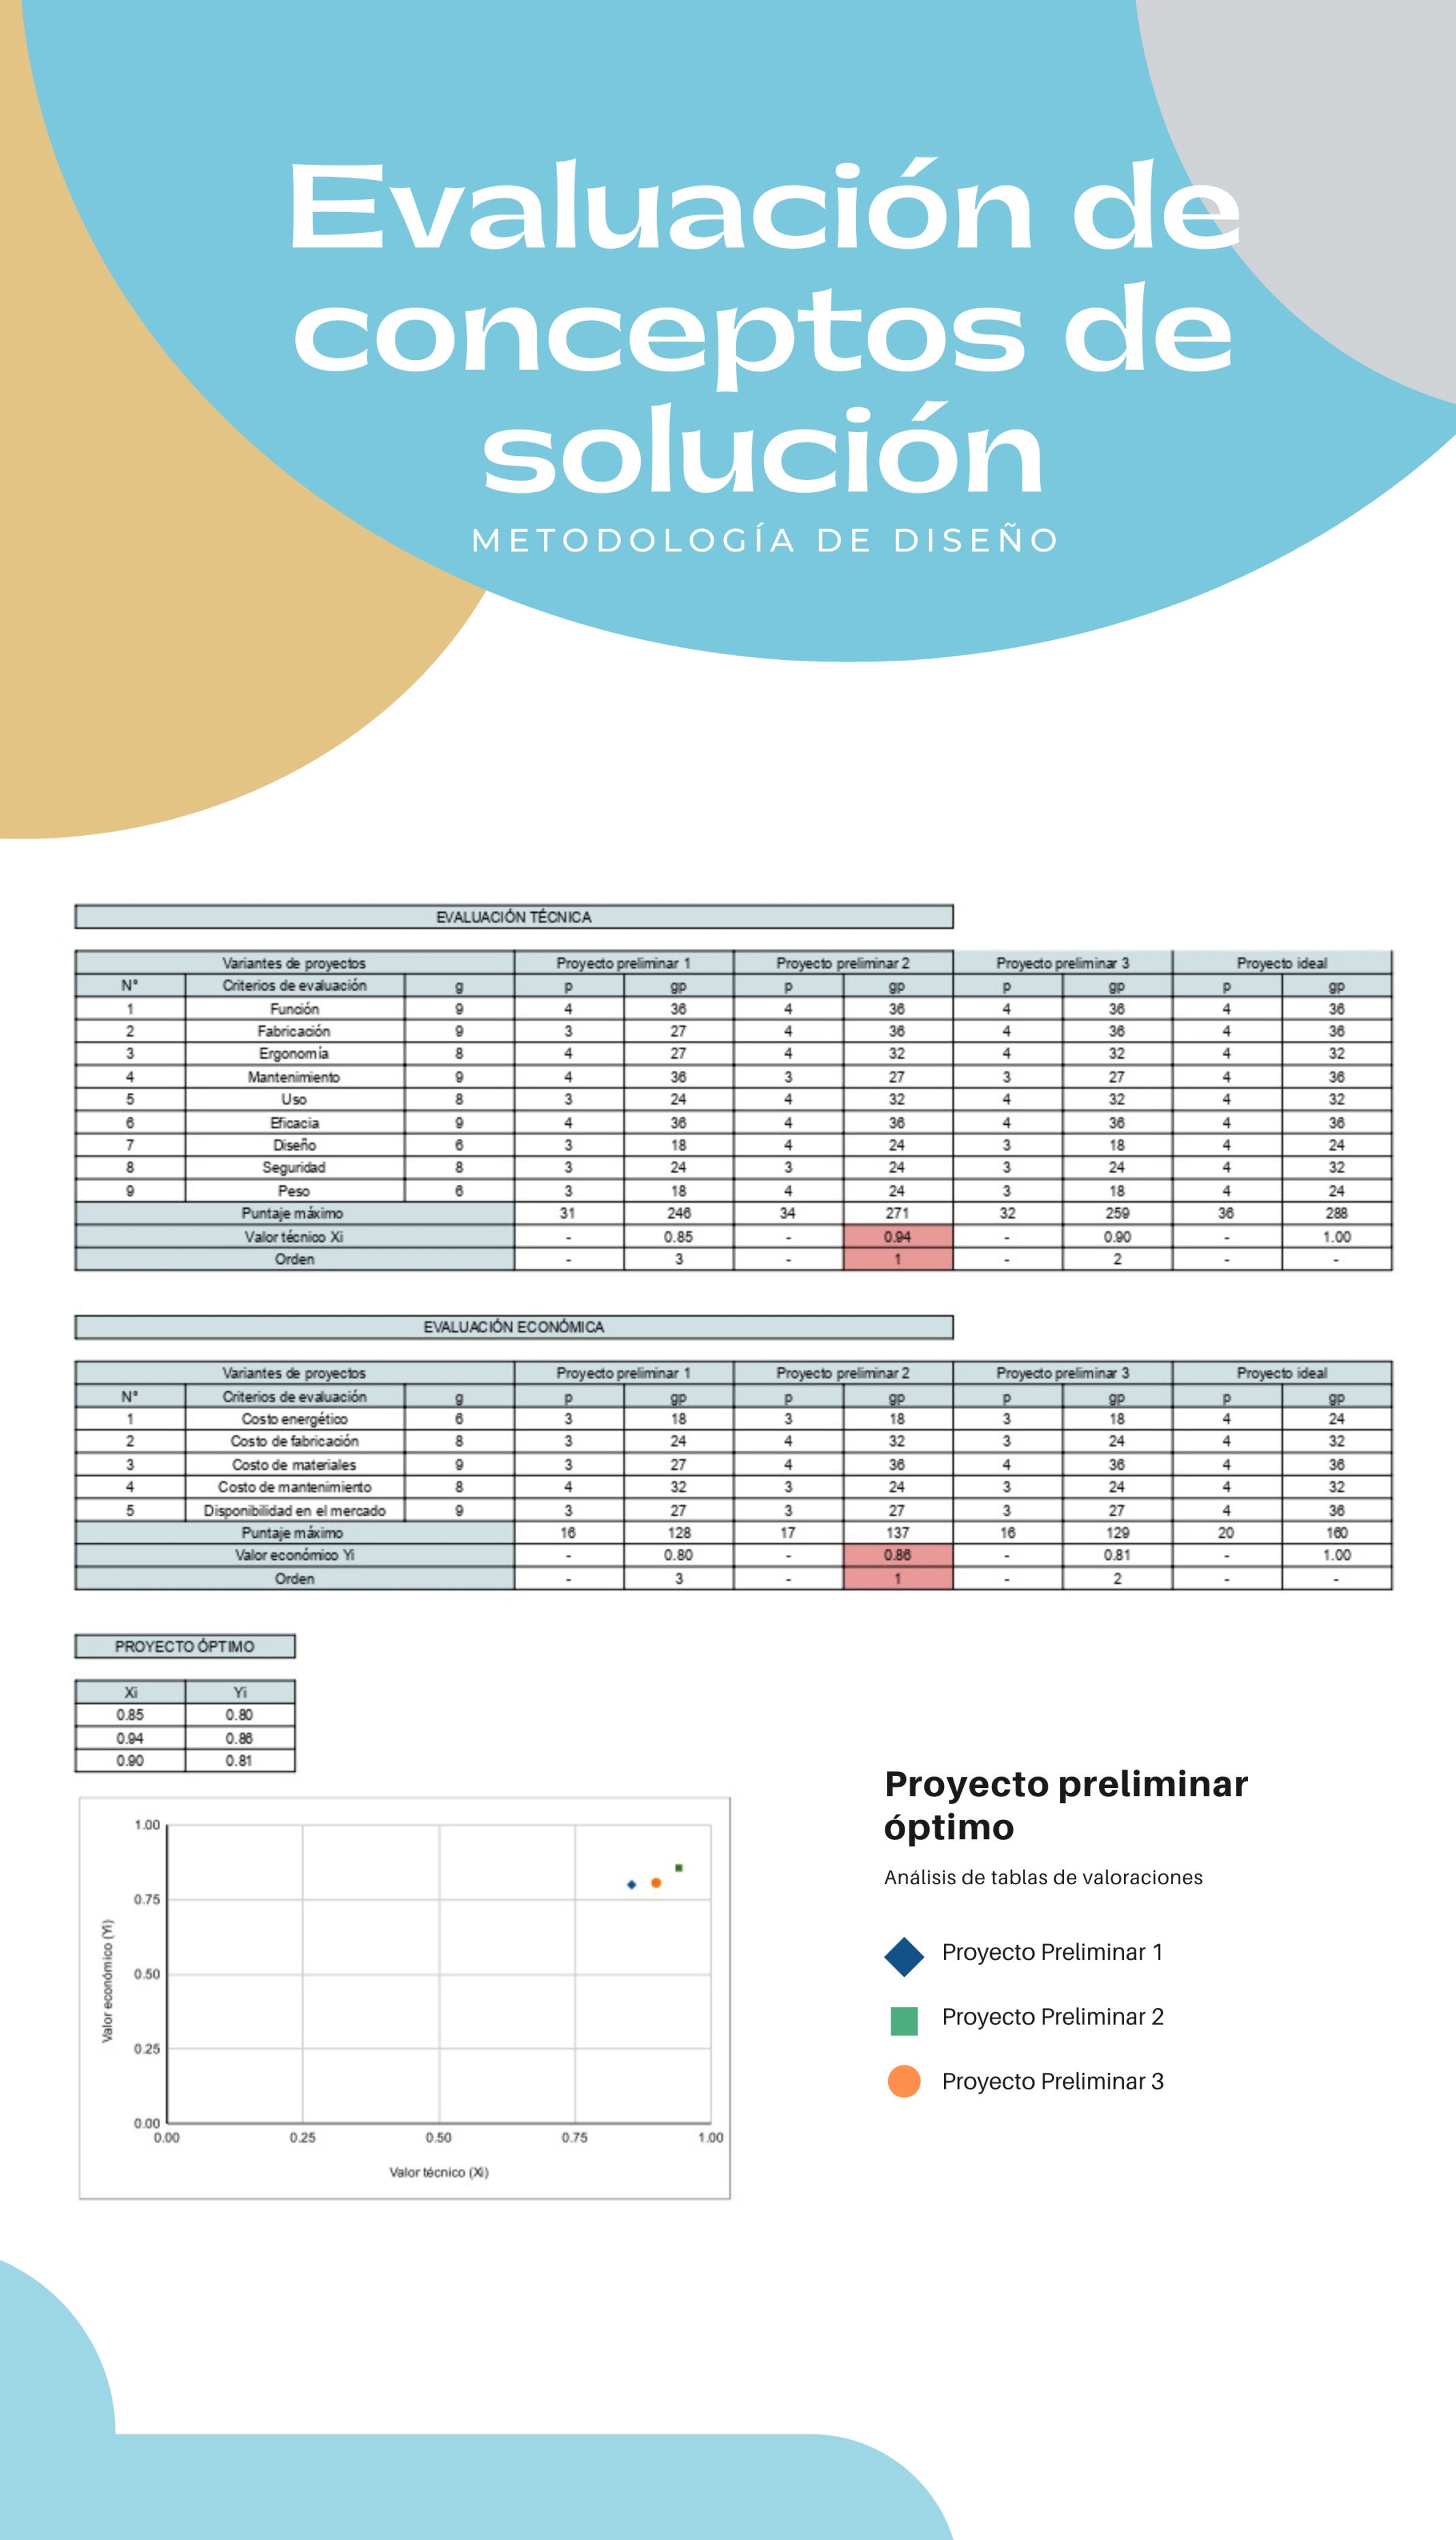 Evaluación de
conceptos de
solución
METODOLOGÍA DE DISEÑO
EVALUACIÓN TÉCNICA
Variantes de proyectos Proyecto preliminar 1 Proyecto preliminar 2 Proyecto preliminar 3 Proyecto ideal
N° Criterios de evaluación g p gp p gp p gp p gp
1 Función 9 4 36 4 36 4 36 4 36
2 Fabricación 9 3 27 4 36 4 36 4 36
3 Ergonomía 8 4 27 4 32 4 32 4 32
4 Mantenimiento 9 4 36 3 27 3 27 4 36
5 Uso 8 3 24 4 32 4 32 4 32
6 Eficacia 9 4 36 4 36 4 36 4 36
7 Diseño 6 3 18 4 24 3 18 4 24
8 Seguridad 8 3 24 3 24 3 24 4 32
9 Peso 6 3 18 4 24 3 18 4 24
Puntaje máximo 31 246 34 271 32 259 36 288
Valor técnico Xi - 0.85 - 0.94 - 0.90 - 1.00
Orden - 3 - 1 - 2 - -
EVALUACIÓN ECONÓMICA
Variantes de proyectos Proyecto preliminar 1 Proyecto preliminar 2 Proyecto preliminar 3 Proyecto ideal
N° Criterios de evaluación g p gp p gp p gp p gp
1 Costo energético 6 3 18 3 18 3 18 4 24
2 Costo de fabricación 8 3 24 4 32 3 24 4 32
3 Costo de materiales 9 3 27 4 36 4 36 4 36
4 Costo de mantenimiento 8 4 32 3 24 3 24 4 32
5 Disponibilidad en el mercado 9 3 27 3 27 3 27 4 36
Puntaje máximo 16 128 17 137 16 129 20 160
Valor económico Yi - 0.80 - 0.86 - 0.81 - 1.00
Orden - 3 - 1 - 2 - -
PROYECTO ÓPTIMO
Xi Yi
0.85 0.80
0.94 0.86
0.90 0.81
1.00
0.75
0.50
0.25
0.00
Valor económico (Yi)
0.00 0.25 0.50 0.75 1.00
Valor técnico (Xi)
Proyecto preliminar
óptimo
Análisis de tablas de valoraciones
Proyecto Preliminar 1
Proyecto Preliminar 2
Proyecto Preliminar 3